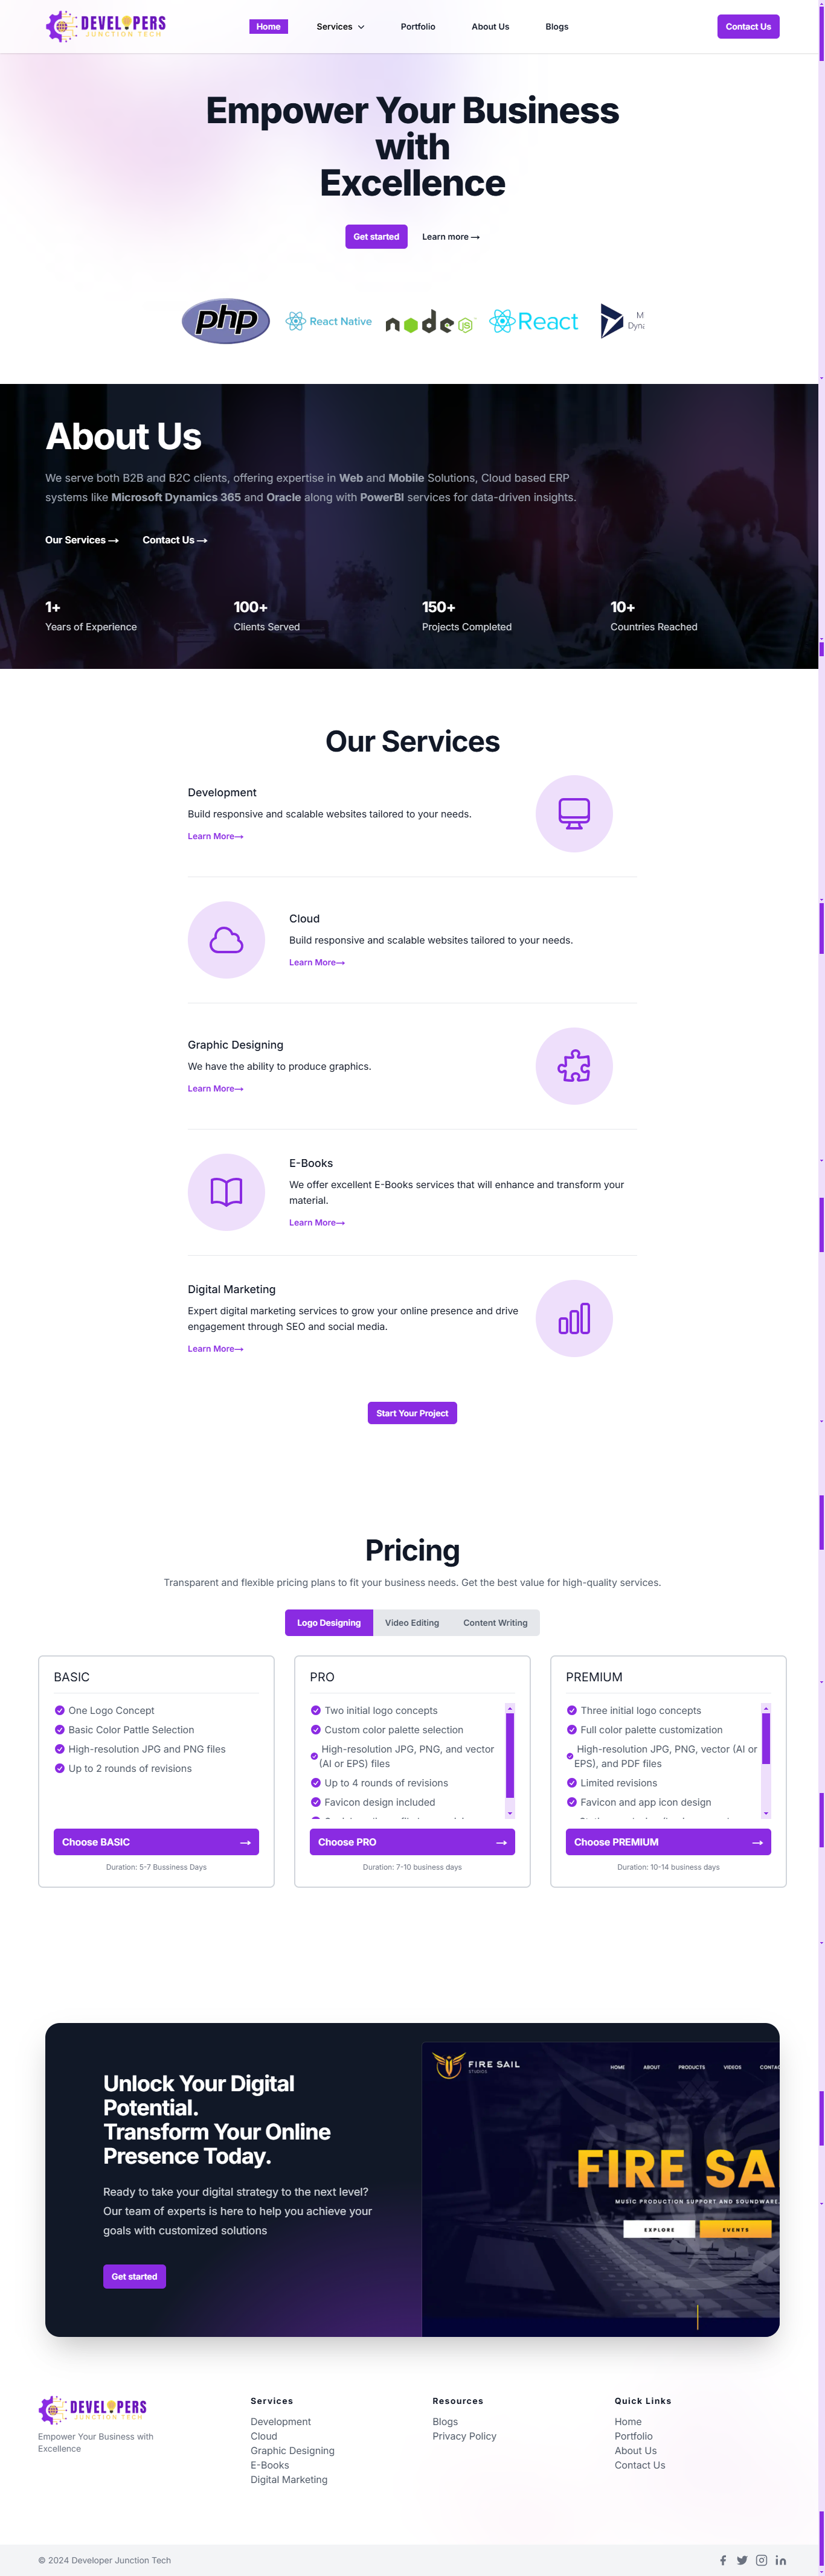 DEVELOPERS
JUNCTION TECH
Home
Services
Portfolio
About Us
Blogs
Contact Us
Empower Your Business
with
Excellence
Get started
Learn more →
php
React Native
node
JS
React
M
Dyna
About Us
We serve both B2B and B2C clients, offering expertise in Web and Mobile Solutions, Cloud based ERP
systems like Microsoft Dynamics 365 and Oracle along with PowerBI services for data-driven insights.
Our Services →
Contact Us →
1+
Years of Experience
100+
Clients Served
150+
Projects Completed
10+
Countries Reached
Our Services
Development
Build responsive and scalable websites tailored to your needs.
Learn More→
Cloud
Build responsive and scalable websites tailored to your needs.
Learn More→
Graphic Designing
We have the ability to produce graphics.
Learn More→
E-Books
We offer excellent E-Books services that will enhance and transform your
material.
Learn More→
Digital Marketing
Expert digital marketing services to grow your online presence and drive
engagement through SEO and social media.
Learn More→
Start Your Project
Pricing
Transparent and flexible pricing plans to fit your business needs. Get the best value for high-quality services.
Logo Designing
Video Editing
Content Writing
BASIC
One Logo Concept
Basic Color Pattle Selection
High-resolution JPG and PNG files
Up to 2 rounds of revisions
Choose BASIC →
Duration: 5-7 Bussiness Days
PRO
Two initial logo concepts
Custom color palette selection
High-resolution JPG, PNG, and vector
(AI or EPS) files
Up to 4 rounds of revisions
Favicon design included
Choose PRO →
Duration: 7-10 business days
PREMIUM
Three initial logo concepts
Full color palette customization
High-resolution JPG, PNG, vector (AI or
EPS), and PDF files
Limited revisions
Favicon and app icon design
Choose PREMIUM →
Duration: 10-14 business days
Unlock Your Digital
Potential.
Transform Your Online
Presence Today.
Ready to take your digital strategy to the next level?
Our team of experts is here to help you achieve your
goals with customized solutions
Get started
FIRE SAIL
STUDIOS
HOME
ABOUT
PRODUCTS
VIDEOS
CONTAC
FIRE SA
MUSIC PRODUCTION SUPPORT AND SOUNDWARE
EXPLORE
EVENTS
DEVELOPERS
JUNCTION TECH
Empower Your Business with
Excellence
Services
Development
Cloud
Graphic Designing
E-Books
Digital Marketing
Resources
Blogs
Privacy Policy
Quick Links
Home
Portfolio
About Us
Contact Us
© 2024 Developer Junction Tech